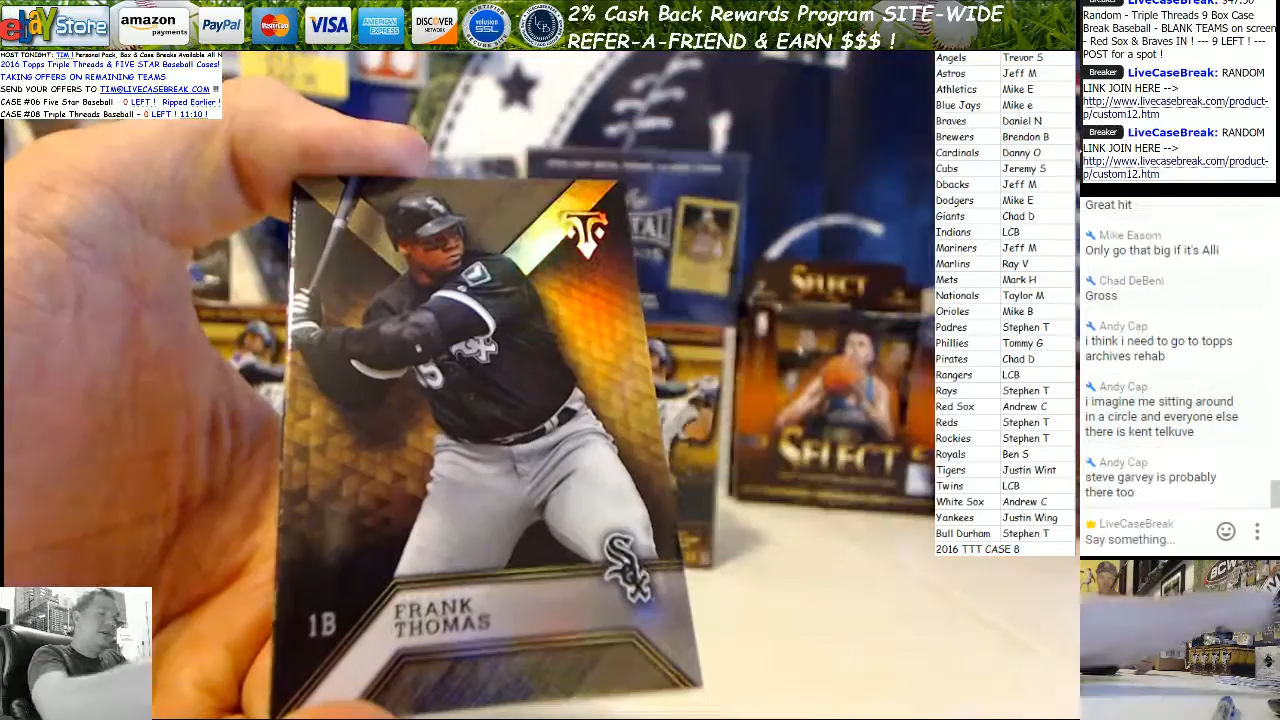 ebay Store
amazon
payments
PayPal
MasterCard
VISA
AMERICAN EXPRESS
DISCOVER
NETWORK
2% Cash Back Rewards Program SITE-WIDE
REFER-A-FRIEND & EARN $$$ !
2016 Topps Triple Threads & FIVE STAR Baseball Cases!
TAKING OFFERS ON REMAINING TEAMS
SEND YOUR OFFERS TO TIM@LIVECASEBREAK.COM !!!
CASE #06 Five Star Baseball - 0 LEFT ! Ripped Earlier !
CASE #08 Triple Threads Baseball - 0 LEFT ! 11:10 !
SELECT
SELECT
1B
FRANK
THOMAS
Angels Trevor S
Astros Jeff M
Athletics Mike E
Blue Jays Mike e
Braves Daniel N
Brewers Brendon B
Cardinals Danny O
Cubs Jeremy S
Dbacks Jeff M
Dodgers Mike E
Giants Chad D
Indians LCB
Mariners Jeff M
Marlins Ray V
Mets Mark H
Nationals Taylor M
Orioles Mike B
Padres Stephen T
Phillies Tommy G
Pirates Chad D
Rangers LCB
Rays Stephen T
Red Sox Andrew C
Reds Stephen T
Rockies Stephen T
Royals Ben S
Tigers Justin Wint
Twins LCB
White Sox Andrew C
Yankees Justin Wing
Bull Durham Stephen T
2016 TTT CASE 8
Random - Triple Threads 9 Box Case
Break Baseball - BLANK TEAMS on screen
- Red Sox & Braves IN ! --- 9 LEFT ! ---
POST for a spot !
Breaker LiveCaseBreak: RANDOM
LINK JOIN HERE -->
http://www.livecasebreak.com/product-
p/custom12.htm
Breaker LiveCaseBreak: RANDOM
LINK JOIN HERE -->
http://www.livecasebreak.com/product-
p/custom12.htm
Great hit
Mike Easom
Only go that big if it's Alli
Chad DeBeni
Gross
Andy Cap
i think i need to go to topps
archives rehab
Andy Cap
i imagine me sitting around
in a circle and everyone else
there is kent telkuve
Andy Cap
steve garvey is probably
there too
LiveCaseBreak
Say something...